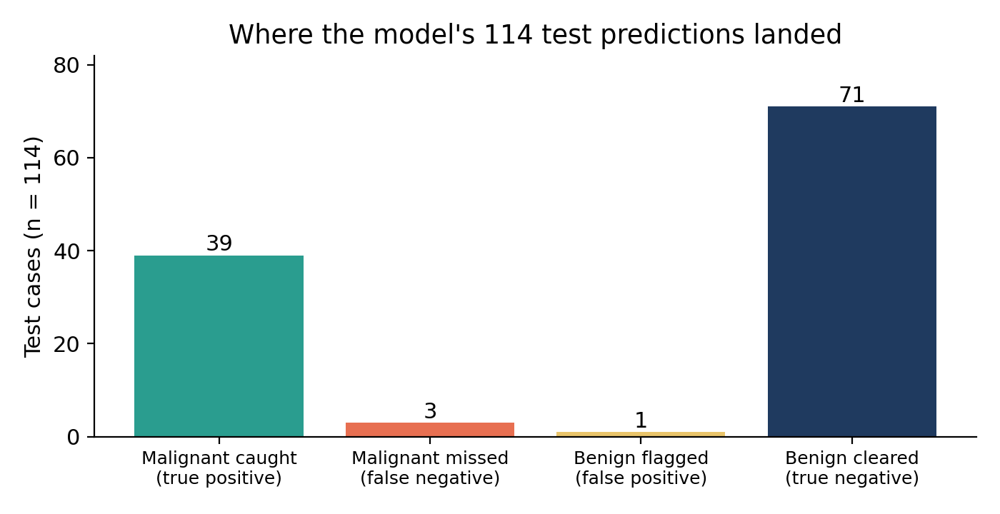 Where the model's 114 test predictions landed
Test cases (n = 114)
80
60
40
20
0
39
3
1
71
Malignant caught
(true positive)
Malignant missed
(false negative)
Benign flagged
(false positive)
Benign cleared
(true negative)